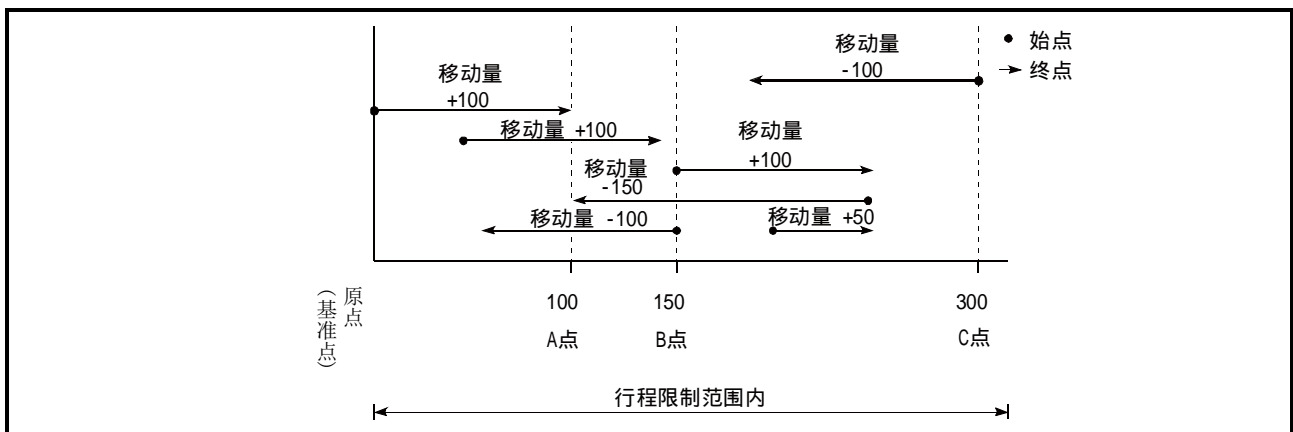 移动量
-100
● 始点
→ 终点
移动量
+100
移动量 +100
移动量
+100
移动量
-150
移动量 -100
移动量 +50
原点
(基准点)
100
150
300
A点
B点
C点
行程限制范围内